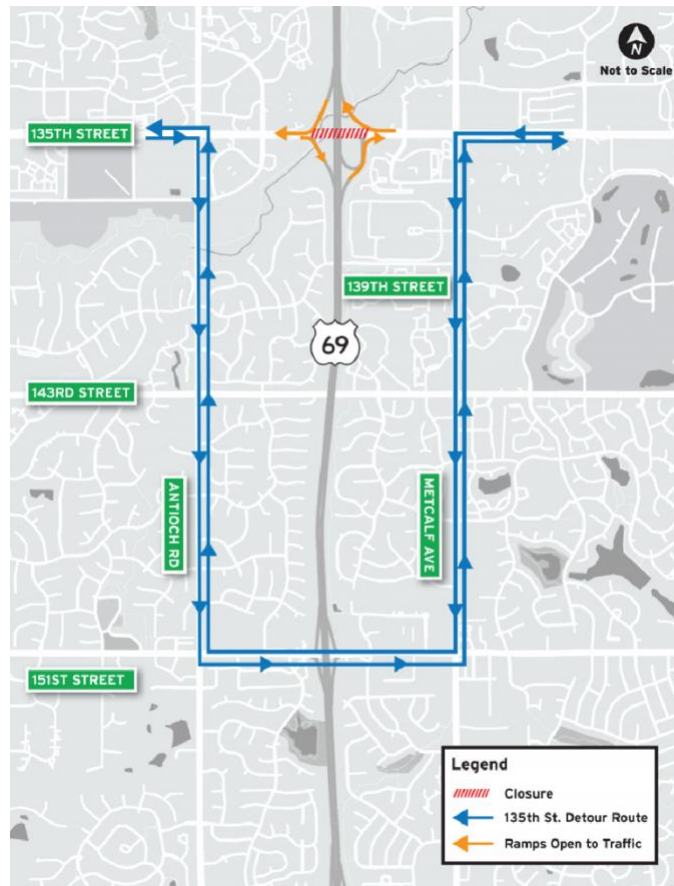 N
Not to Scale
135TH STREET
139TH STREET
69
143RD STREET
ANTIOCH RD
METCALF AVE
151ST STREET
Legend
Closure
135th St. Detour Route
Ramps Open to Traffic